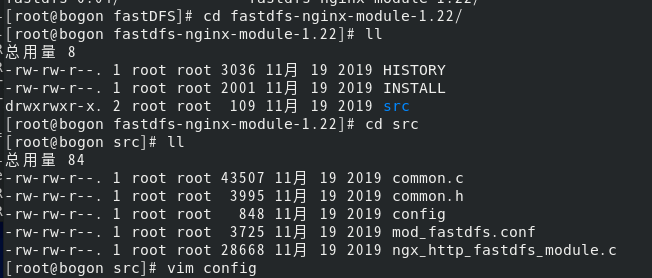 [root@bogon fastDFS]# cd fastdfs-nginx-module-1.22/
[root@bogon fastdfs-nginx-module-1.22]# ll
总用量 8
-rw-rw-r--. 1 root root 3036 11月 19 2019 HISTORY
-rw-rw-r--. 1 root root 2001 11月 19 2019 INSTALL
drwxrwxr-x. 2 root root  109 11月 19 2019 src
[root@bogon fastdfs-nginx-module-1.22]# cd src
[root@bogon src]# ll
总用量 84
-rw-rw-r--. 1 root root 43507 11月 19 2019 common.c
-rw-rw-r--. 1 root root  3995 11月 19 2019 common.h
-rw-rw-r--. 1 root root   848 11月 19 2019 config
-rw-rw-r--. 1 root root  3725 11月 19 2019 mod_fastdfs.conf
-rw-rw-r--. 1 root root 28668 11月 19 2019 ngx_http_fastdfs_module.c
[root@bogon src]# vim config